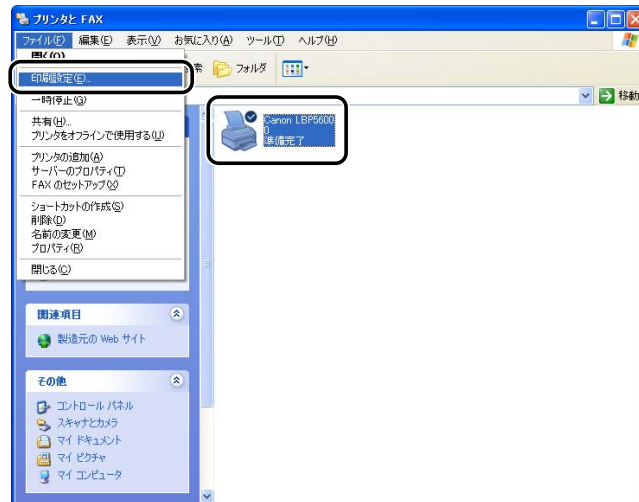 プリンタと FAX
ファイル(F) 編集(E) 表示(V) お気に入り(A) ツール(T) ヘルプ(H)
開く(O)
印刷設定(E)...
索 フォルダ
一時停止(G)
移動
共有(H)...
プリンタをオフラインで使用する(U)
プリンタの追加(A)
サーバーのプロパティ(T)
FAX のセットアップ(X)
ショートカットの作成(S)
削除(D)
名前の変更(M)
プロパティ(R)
閉じる(C)
Canon LBP5600
0
準備完了
関連項目
製造元の Web サイト
その他
コントロール パネル
スキャナとカメラ
マイ ドキュメント
マイ ピクチャ
マイ コンピュータ